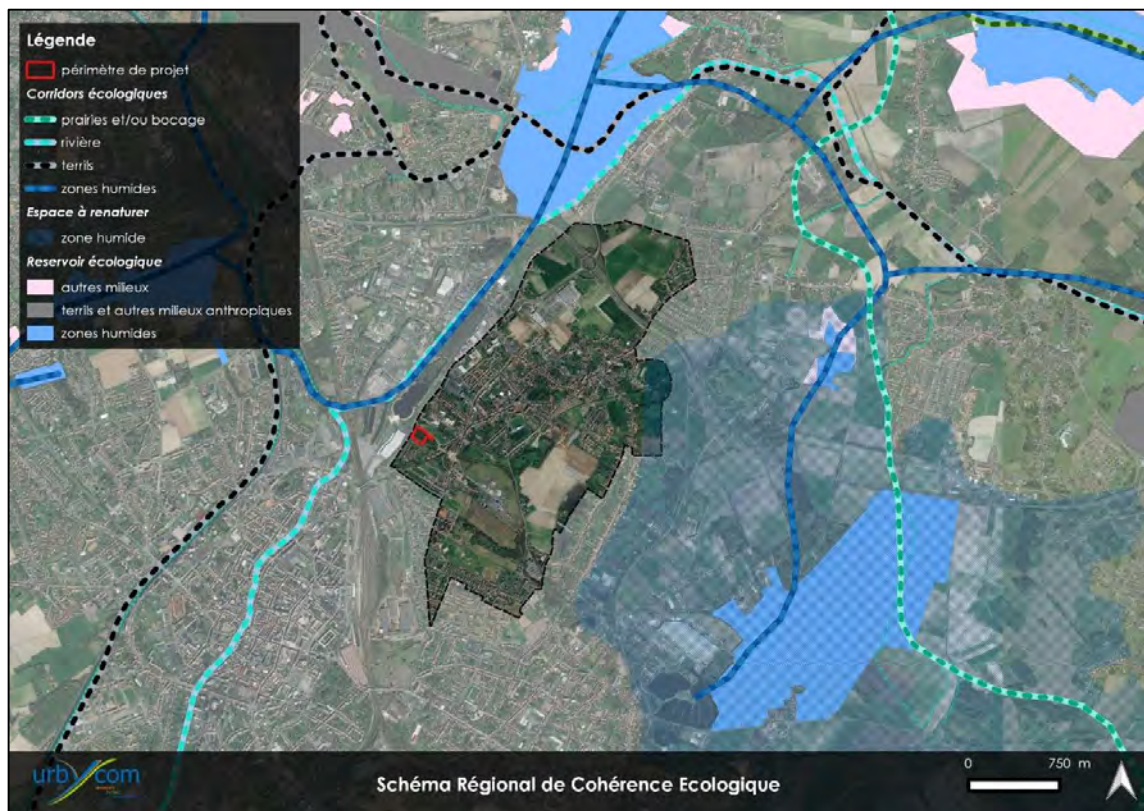 Légende
périmètre de projet
Corridors écologiques
prairies et/ou bocage
rivière
terrils
zones humides
Espace à renaturer
zone humide
Reservoir écologique
autres milieux
terrils et autres milieux anthropiques
zones humides
urbycom
Schéma Régional de Cohérence Ecologique
0 750 m